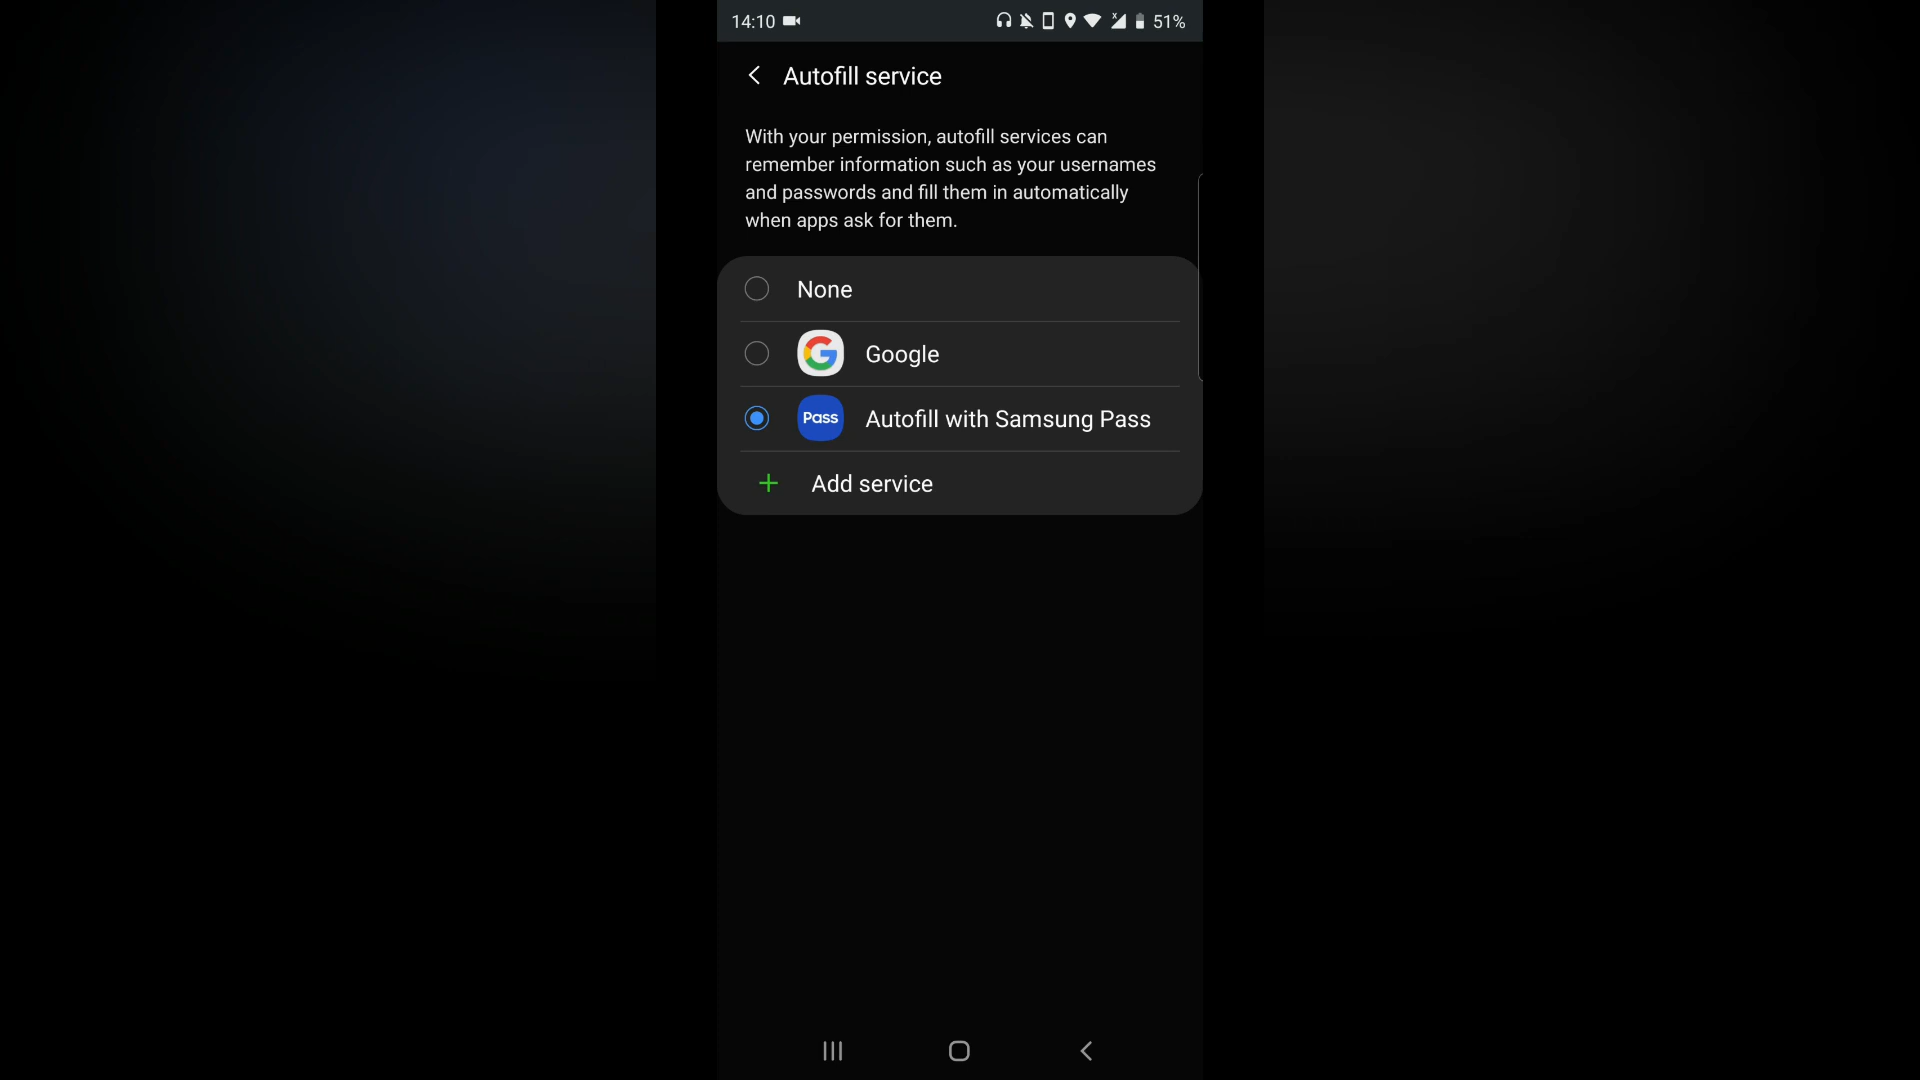 14:10 51%
Autofill service
With your permission, autofill services can
remember information such as your usernames
and passwords and fill them in automatically
when apps ask for them.
None
Google
Pass Autofill with Samsung Pass
+ Add service